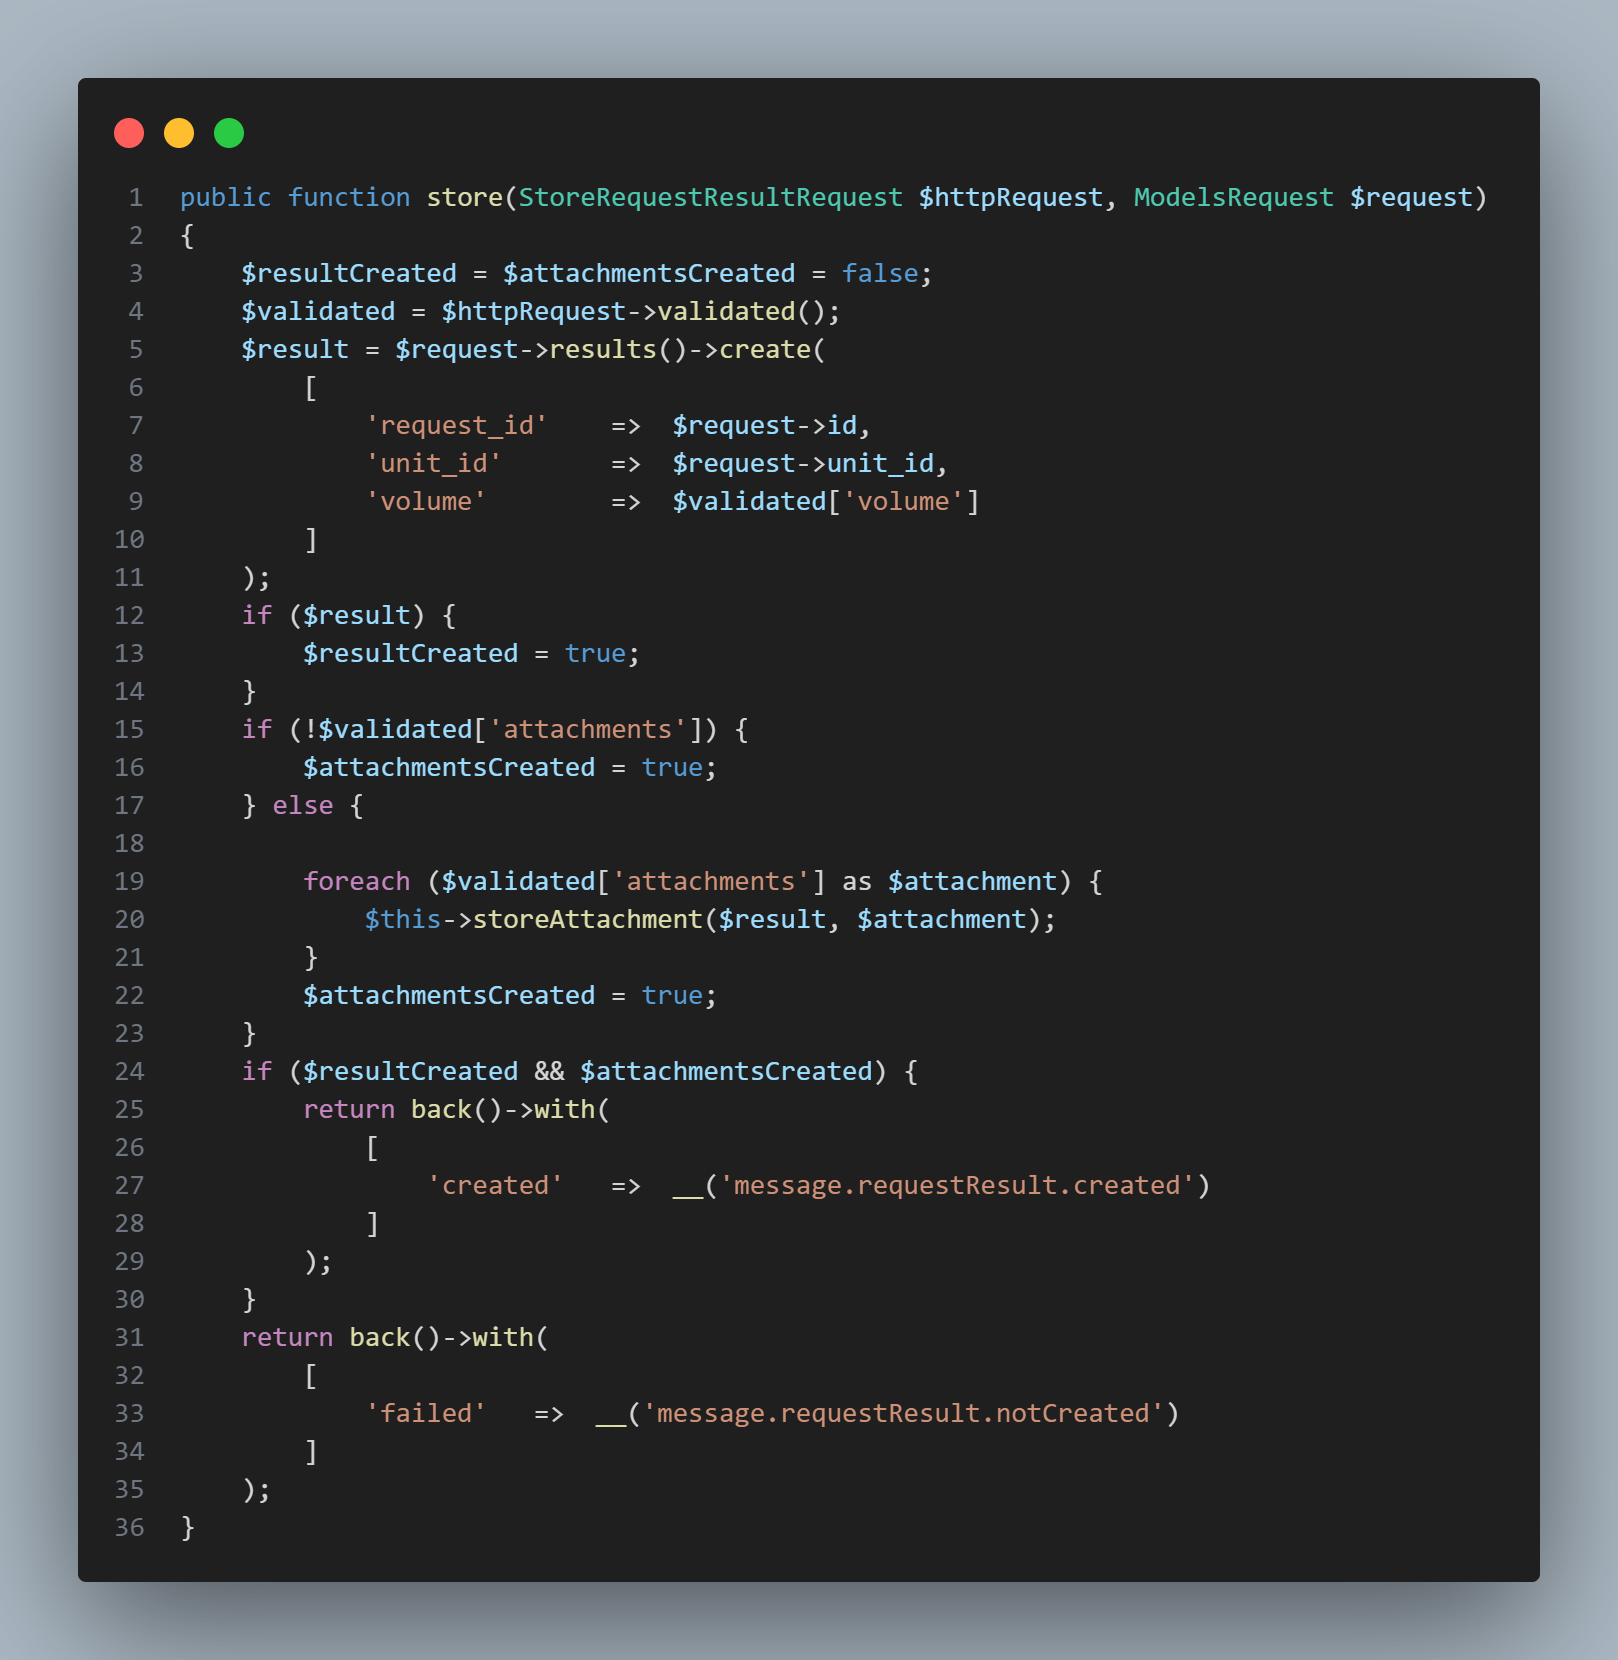 1 public function store(StoreRequestResultRequest $httpRequest, ModelsRequest $request)
2 {
3     $resultCreated = $attachmentsCreated = false;
4     $validated = $httpRequest->validated();
5     $result = $request->results()->create(
6         [
7             'request_id'    =>  $request->id,
8             'unit_id'       =>  $request->unit_id,
9             'volume'        =>  $validated['volume']
10         ]
11     );
12     if ($result) {
13         $resultCreated = true;
14     }
15     if (!$validated['attachments']) {
16         $attachmentsCreated = true;
17     } else {
18
19         foreach ($validated['attachments'] as $attachment) {
20             $this->storeAttachment($result, $attachment);
21         }
22         $attachmentsCreated = true;
23     }
24     if ($resultCreated && $attachmentsCreated) {
25         return back()->with(
26             [
27                 'created'   =>  __('message.requestResult.created')
28             ]
29         );
30     }
31     return back()->with(
32         [
33             'failed'   =>  __('message.requestResult.notCreated')
34         ]
35     );
36 }